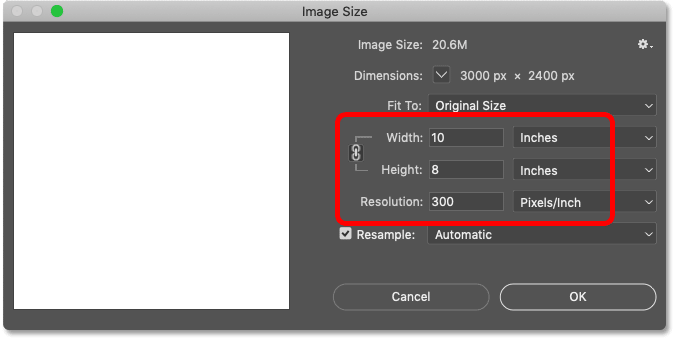 Image Size
Image Size: 20.6M
Dimensions: 3000 px × 2400 px
Fit To: Original Size
Width: 10 Inches
Height: 8 Inches
Resolution: 300 Pixels/Inch
Resample: Automatic
Cancel OK